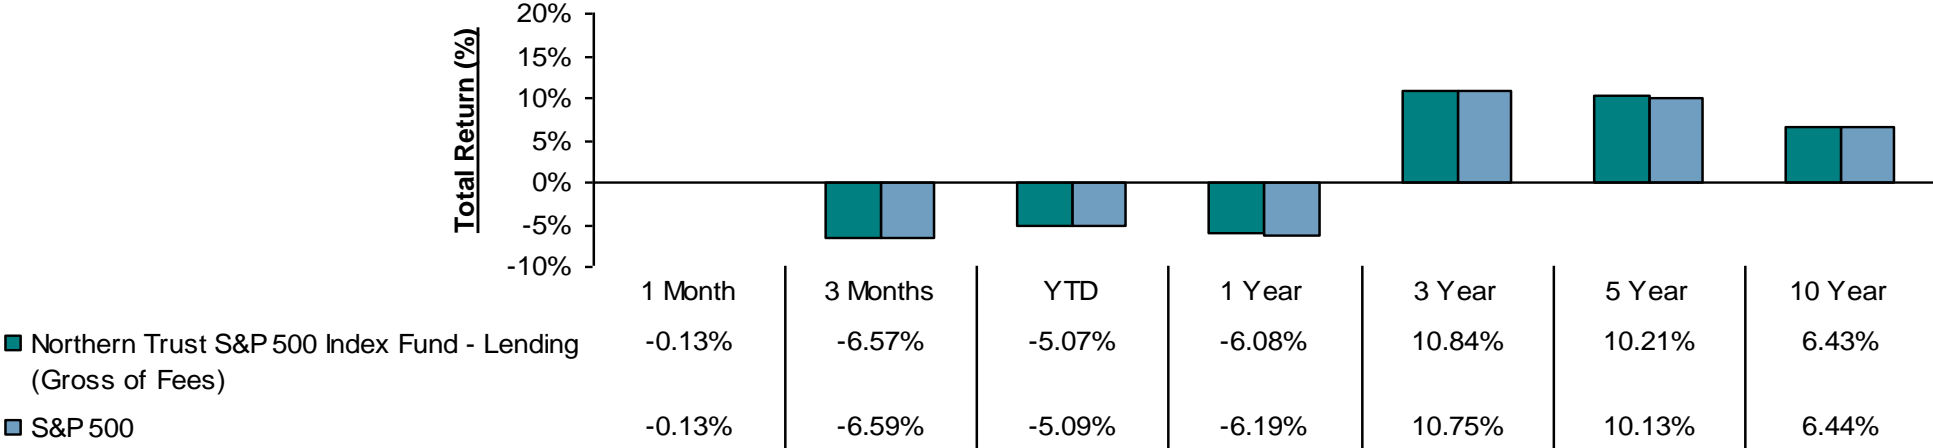 Total Return (%)
20%
15%
10%
5%
0%
-5%
-10%
1 Month 3 Months YTD 1 Year 3 Year 5 Year 10 Year
Northern Trust S&P 500 Index Fund - Lending -0.13% -6.57% -5.07% -6.08% 10.84% 10.21% 6.43%
(Gross of Fees)
S&P 500 -0.13% -6.59% -5.09% -6.19% 10.75% 10.13% 6.44%